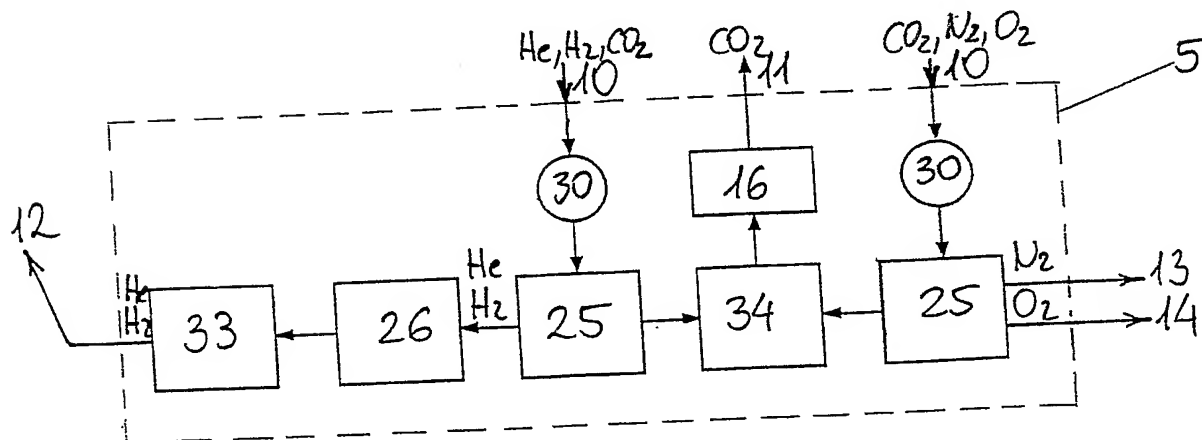 He, H₂, CO₂
10
CO₂
11
CO₂, N₂, O₂
10
5
30
16
30
12
He
H₂
33
26
He
H₂
25
34
25
N₂
O₂
13
14